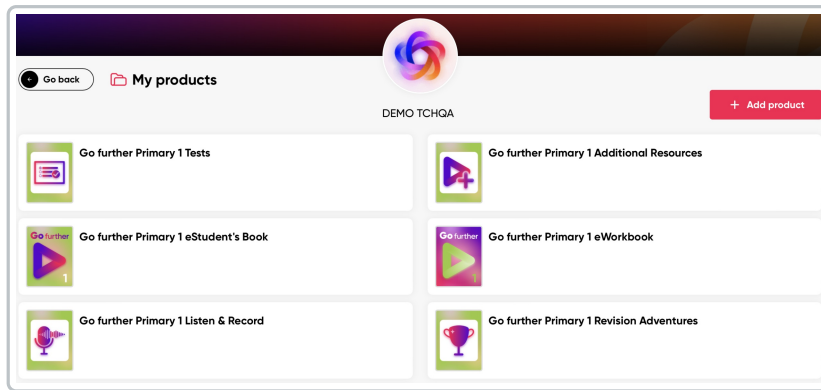 Go back
My products
DEMO TCHQA
+ Add product
Go further Primary 1 Tests
Go further Primary 1 Additional Resources
Go further
1
Go further Primary 1 eStudent's Book
Go further
1
Go further Primary 1 eWorkbook
Go further Primary 1 Listen & Record
Go further Primary 1 Revision Adventures